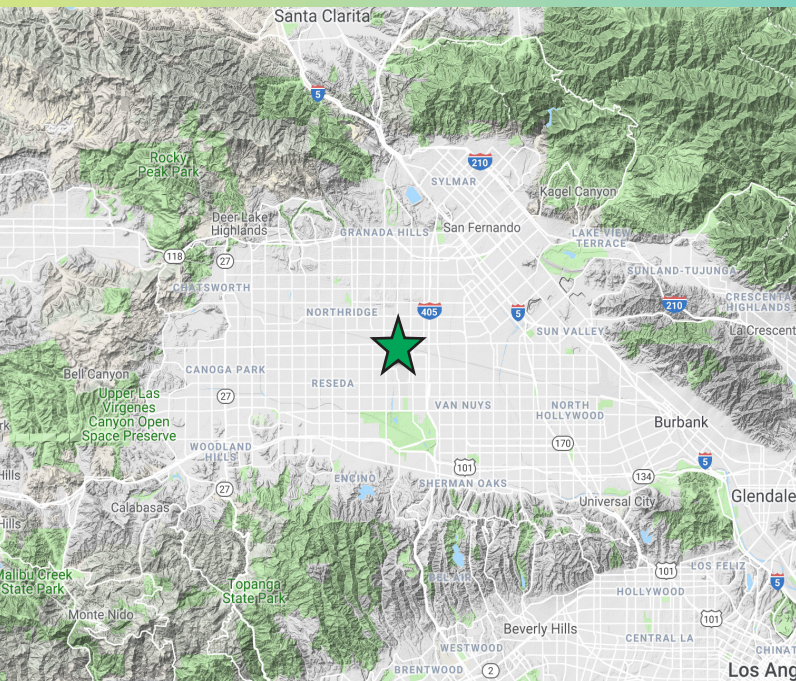 Santa Clarita
5
Rocky
Peak Park
210
SYLMAR
Kagel Canyon
Deer Lake
Highlands
GRANADA HILLS
San Fernando
LAKE VIEW
TERRACE
118
27
SUNLAND-TUJUNGA
CHATSWORTH
210
CRESCENTA
HIGHLANDS
NORTHRIDGE
405
5
SUN VALLEY
La Crescent
Bell Canyon
CANOGA PARK
RESEDA
Upper Las
Virgenes
Canyon Open
Space Preserve
27
VAN NUYS
NORTH
HOLLYWOOD
Burbank
170
WOODLAND
HILLS
101
5
Hills
ENCINO
SHERMAN OAKS
134
27
Calabasas
Universal City
Glendale
Hills
Malibu Creek
State Park
Topanga
State Park
BEL AIR
101
LOS FELIZ
5
HOLLYWOOD
Monte Nido
101
Beverly Hills
CENTRAL LA
WESTWOOD
CHINAT
BRENTWOOD
2
Los Ang